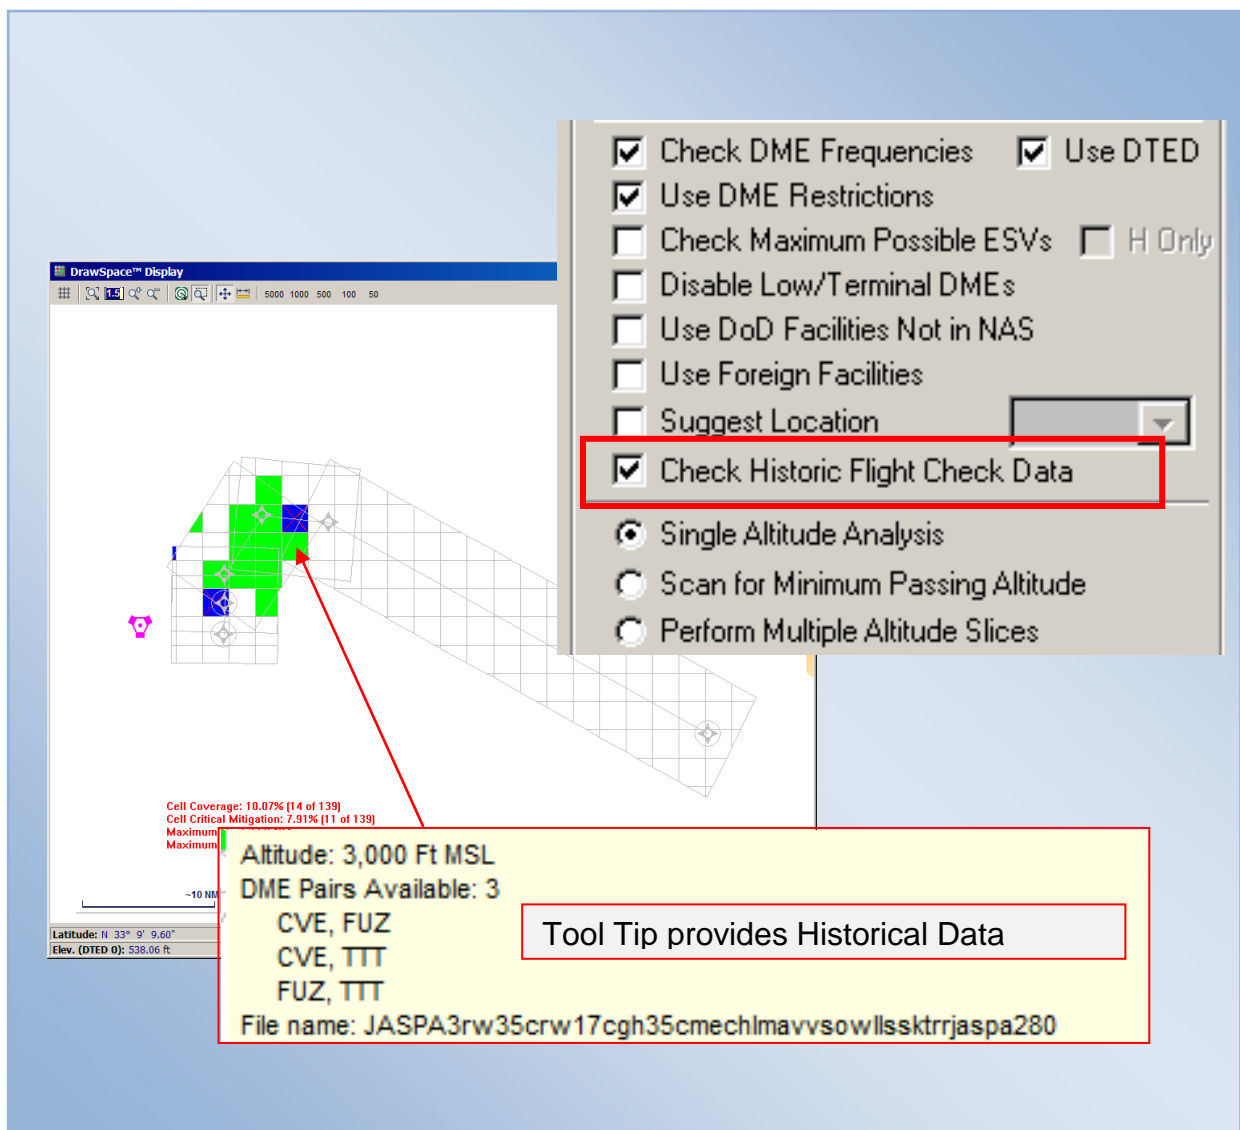 Check DME Frequencies Use DTED
Use DME Restrictions
Check Maximum Possible ESVs H Only
Disable Low/Terminal DMEs
Use DoD Facilities Not in NAS
Use Foreign Facilities
Suggest Location
Check Historic Flight Check Data
Single Altitude Analysis
Scan for Minimum Passing Altitude
Perform Multiple Altitude Slices
DrawSpace™ Display
1.5 5000 1000 500 100 50
Cell Coverage: 10.07% (14 of 139)
Cell Critical Mitigation: 7.91% (11 of 139)
Maximum
Maximum
~10 NM
Latitude: N 33° 9' 9.60"
Elev. (DTED 0): 538.06 ft
Altitude: 3,000 Ft MSL
DME Pairs Available: 3
CVE, FUZ
CVE, TTT
FUZ, TTT
File name: JASPA3rw35crw17cgh35cmechlmavvsowllssktrrjaspa280
Tool Tip provides Historical Data